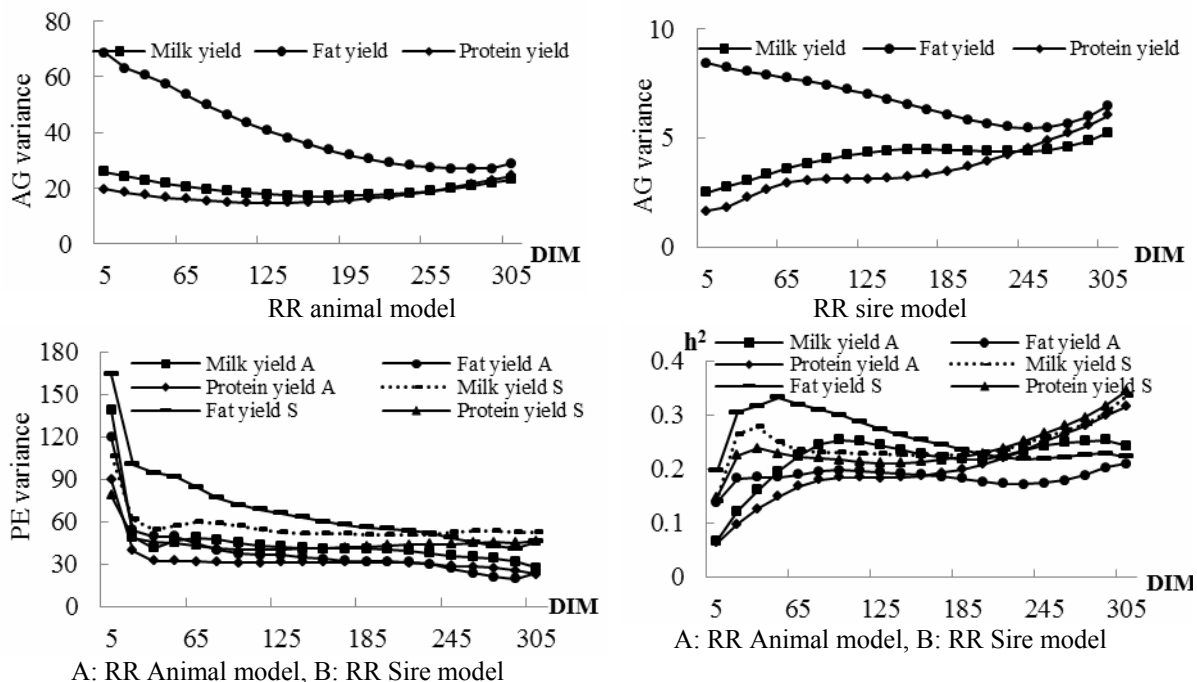 80
60
40
20
0
AG variance
Milk yield Fat yield Protein yield
DIM
5 65 125 195 255 305
RR animal model
10
5
0
AG variance
Milk yield Fat yield Protein yield
DIM
5 65 125 185 245 305
RR sire model
180
150
120
90
60
30
0
PE variance
Milk yield A Fat yield A
Protein yield A Milk yield S
Fat yield S Protein yield S
DIM
5 65 125 185 245 305
A: RR Animal model, B: RR Sire model
h²
0.4
0.3
0.2
0.1
0
Milk yield A Fat yield A
Protein yield A Milk yield S
Fat yield S Protein yield S
DIM
5 65 125 185 245 305
A: RR Animal model, B: RR Sire model